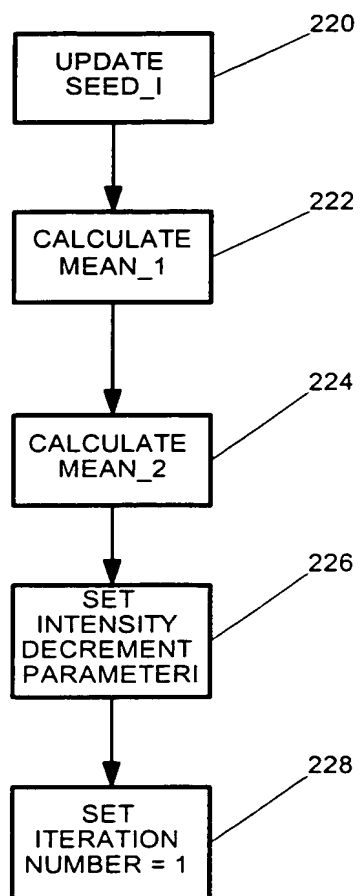 220
UPDATE
SEED_I
222
CALCULATE
MEAN_1
224
CALCULATE
MEAN_2
226
SET
INTENSITY
DECREMENT
PARAMETERI
228
SET
ITERATION
NUMBER = 1